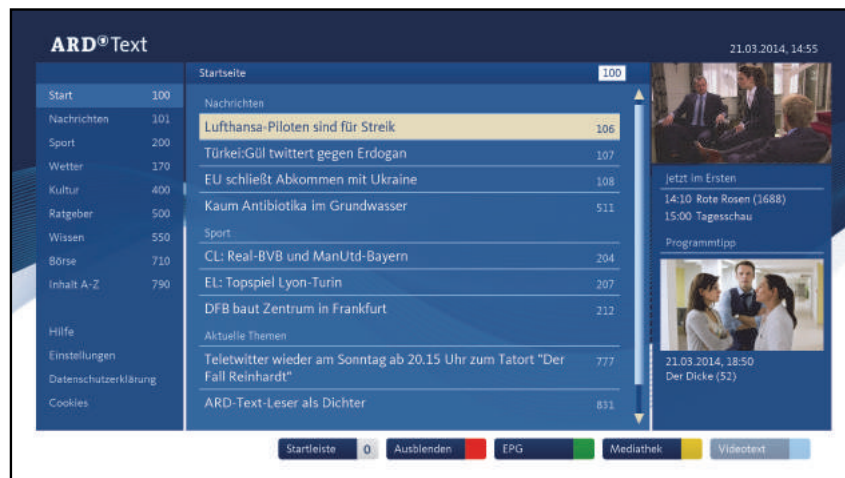 ARD Text
21.03.2014, 14:55
Startseite 100
Start 100
Nachrichten 101
Sport 200
Wetter 170
Kultur 400
Ratgeber 500
Wissen 550
Börse 710
Inhalt A-Z 790
Hilfe
Einstellungen
Datenschutzerklärung
Cookies
Nachrichten
Lufthansa-Piloten sind für Streik 106
Türkei:Gül twittert gegen Erdogan 107
EU schließt Abkommen mit Ukraine 108
Kaum Antibiotika im Grundwasser 511
Sport
CL: Real-BVB und ManUtd-Bayern 204
EL: Topspiel Lyon-Turin 207
DFB baut Zentrum in Frankfurt 212
Aktuelle Themen
Teletwitter wieder am Sonntag ab 20.15 Uhr zum Tatort "Der 777
Fall Reinhardt"
ARD-Text-Leser als Dichter 831
Jetzt im Ersten
14:10 Rote Rosen (1688)
15:00 Tagesschau
Programmtipp
21.03.2014, 18:50
Der Dicke (52)
Startleiste 0 Ausblenden EPG Mediathek Videotext